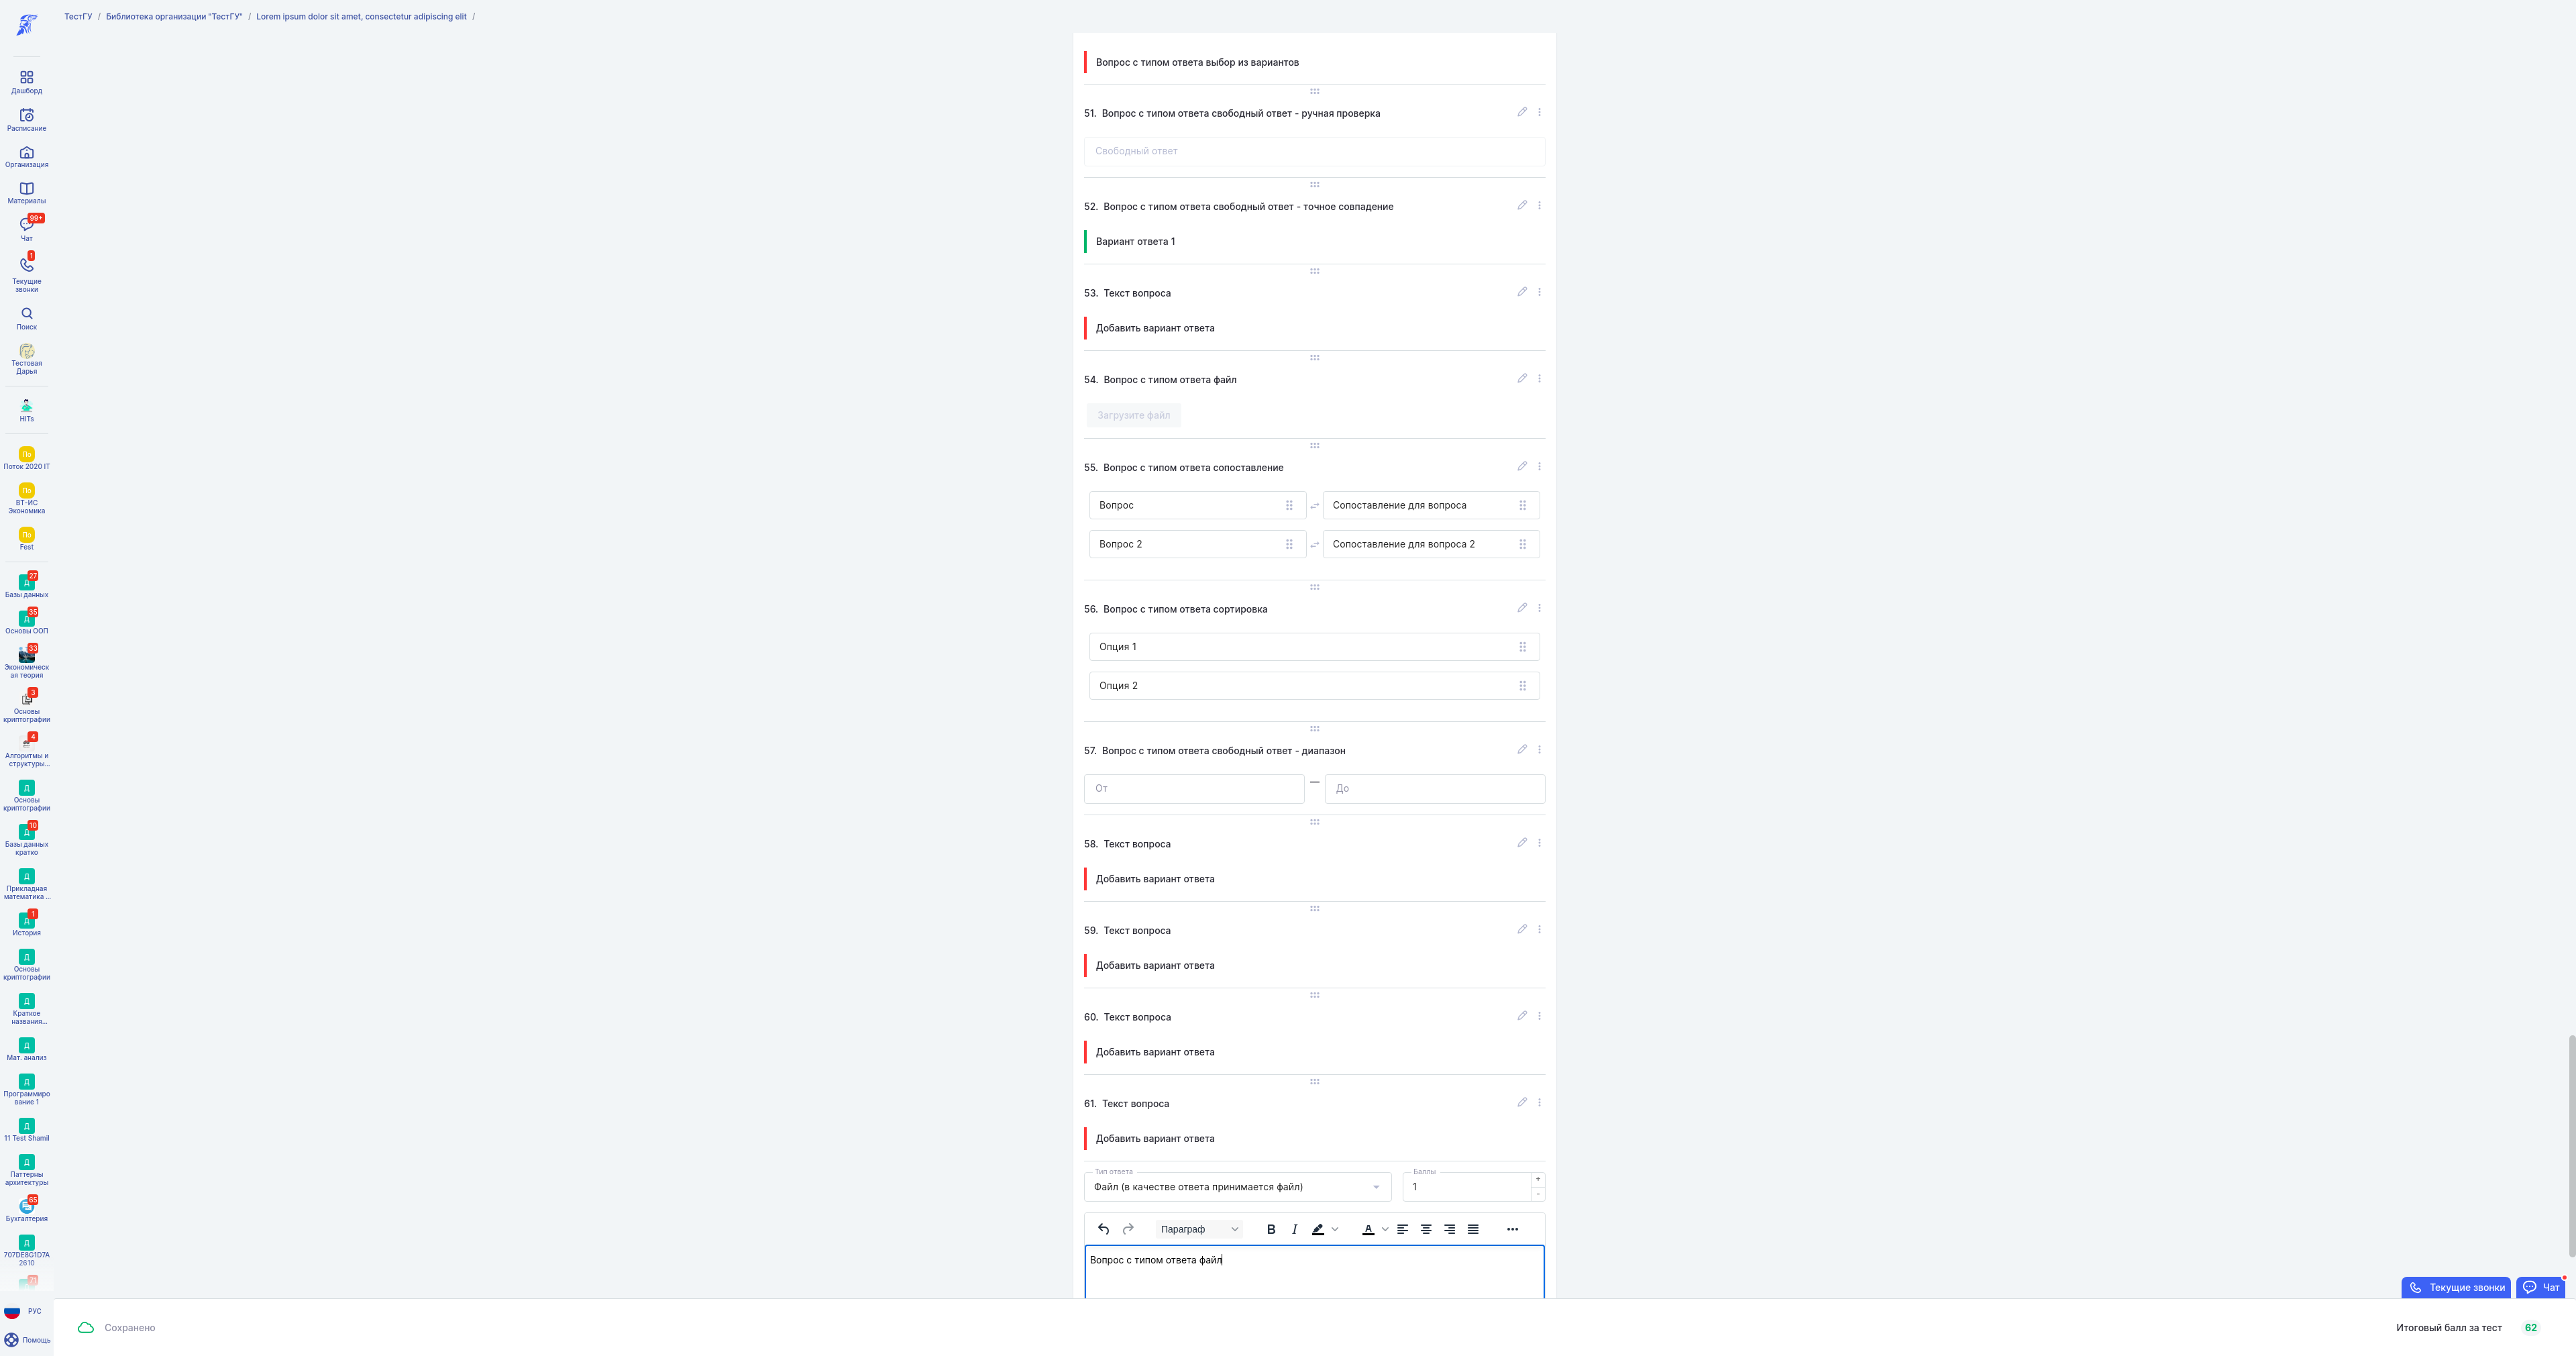 ТестГУ / Библиотека организации "ТестГУ" / Lorem ipsum dolor sit amet, consectetur adipiscing elit /
Дашборд
Расписание
Организация
Материалы
99+
Чат
1
Текущие
звонки
Поиск
Тестовая
Дарья
HITs
По
Поток 2020 IT
По
ВТ-ИС
Экономика
По
Fest
27
Д
Базы данных
35
Д
Основы ООП
33
Экономическ
ая теория
3
Основы
криптографии
4
Алгоритмы и
структуры...
Д
Основы
криптографии
10
Д
Базы данных
кратко
Д
Прикладная
математика ...
1
Д
История
Д
Основы
криптографии
Д
Краткое
названия...
Д
Мат. анализ
Д
Программиро
вание 1
Д
11 Test Shamil
Д
Паттерны
архитектуры
65
Бухгалтерия
Д
707DE8G1D7A
2610
РУС
Помощь
Вопрос с типом ответа выбор из вариантов
51. Вопрос с типом ответа свободный ответ - ручная проверка
Свободный ответ
52. Вопрос с типом ответа свободный ответ - точное совпадение
Вариант ответа 1
53. Текст вопроса
Добавить вариант ответа
54. Вопрос с типом ответа файл
Загрузите файл
55. Вопрос с типом ответа сопоставление
Вопрос Сопоставление для вопроса
Вопрос 2 Сопоставление для вопроса 2
56. Вопрос с типом ответа сортировка
Опция 1
Опция 2
57. Вопрос с типом ответа свободный ответ - диапазон
От — До
58. Текст вопроса
Добавить вариант ответа
59. Текст вопроса
Добавить вариант ответа
60. Текст вопроса
Добавить вариант ответа
61. Текст вопроса
Добавить вариант ответа
Тип ответа Баллы
Файл (в качестве ответа принимается файл) 1 + -
Параграф B I A
Вопрос с типом ответа файл
Текущие звонки Чат
Сохранено
Итоговый балл за тест 62